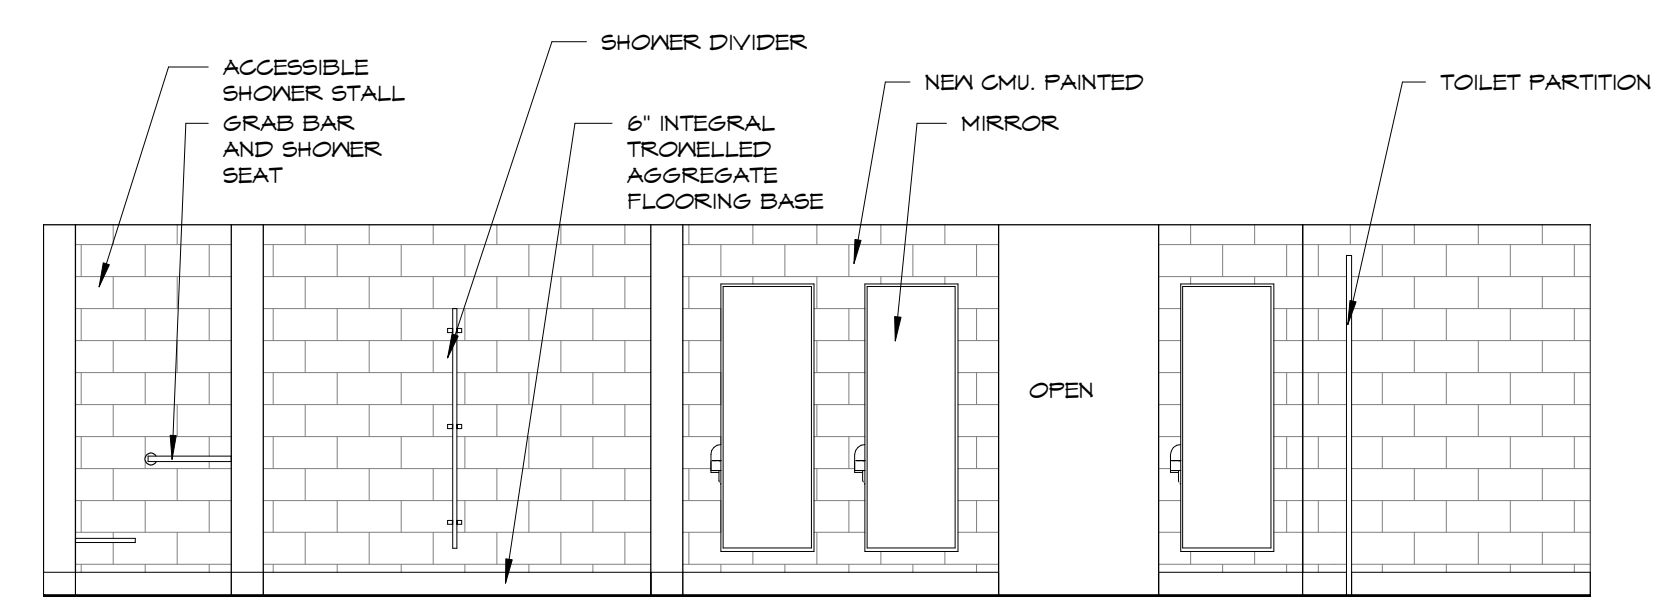 SHOWER DIVIDER
ACCESSIBLE
SHOWER STALL
GRAB BAR
AND SHOWER
SEAT
6" INTEGRAL
TROWELLED
AGGREGATE
FLOORING BASE
NEW CMU. PAINTED
MIRROR
TOILET PARTITION
OPEN